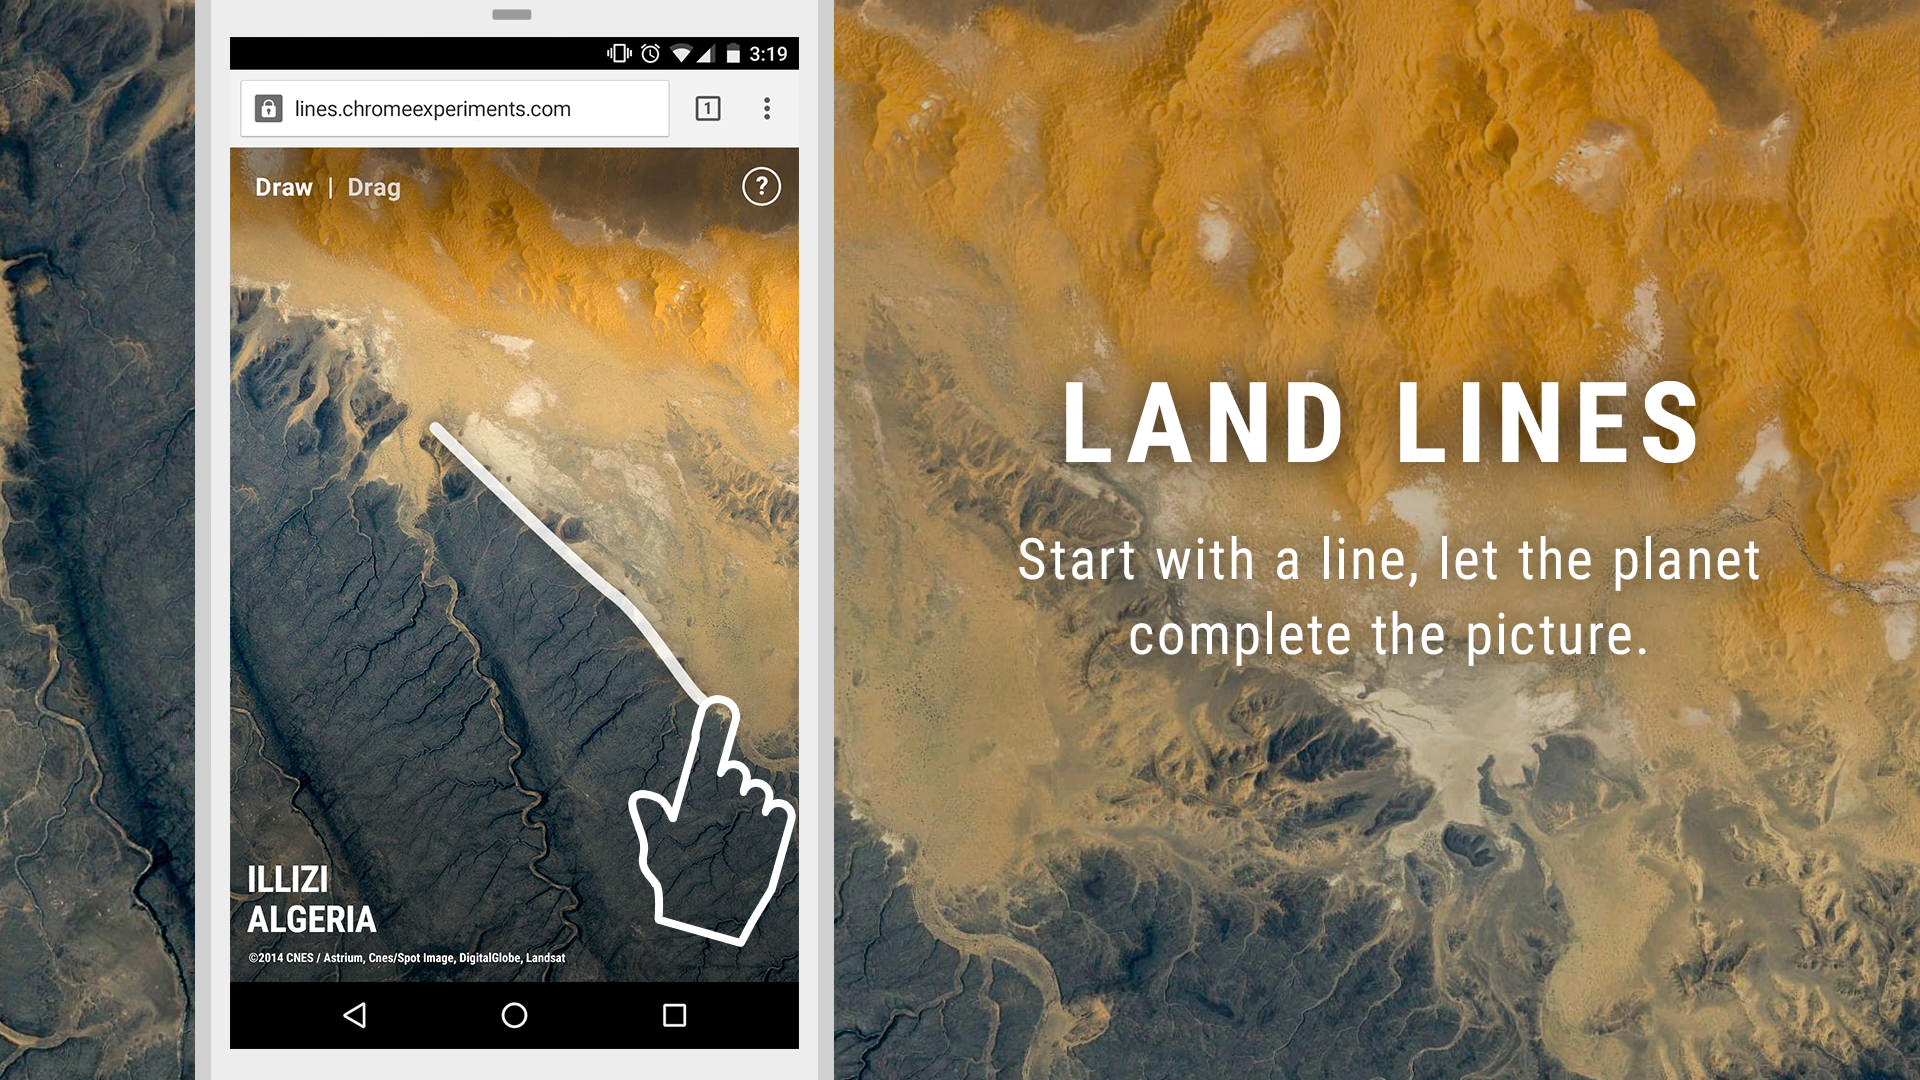 3:19
lines.chromeexperiments.com
1
Draw | Drag
?
ILLIZI
ALGERIA
©2014 CNES / Astrium, Cnes/Spot Image, DigitalGlobe, Landsat
LAND LINES
Start with a line, let the planet
complete the picture.